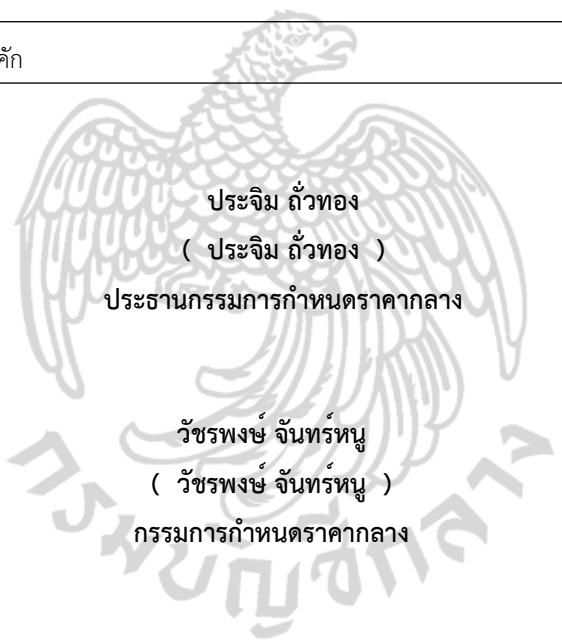 คัก
ประจิม ถั่วทอง
( ประจิม ถั่วทอง )
ประธานกรรมการกำหนดราคากลาง
วัชรพงษ์ จันทร์หนู
( วัชรพงษ์ จันทร์หนู )
กรรมการกำหนดราคากลาง
กรมบัญชีกลาง